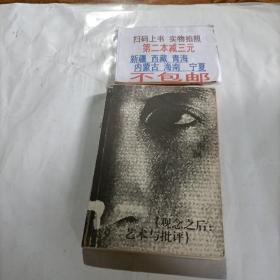 扫码上书 实物拍照
第二本减三元
新疆 西藏 青海
内蒙古 海南 宁夏
不包邮
{观念之后:
艺术与批评}